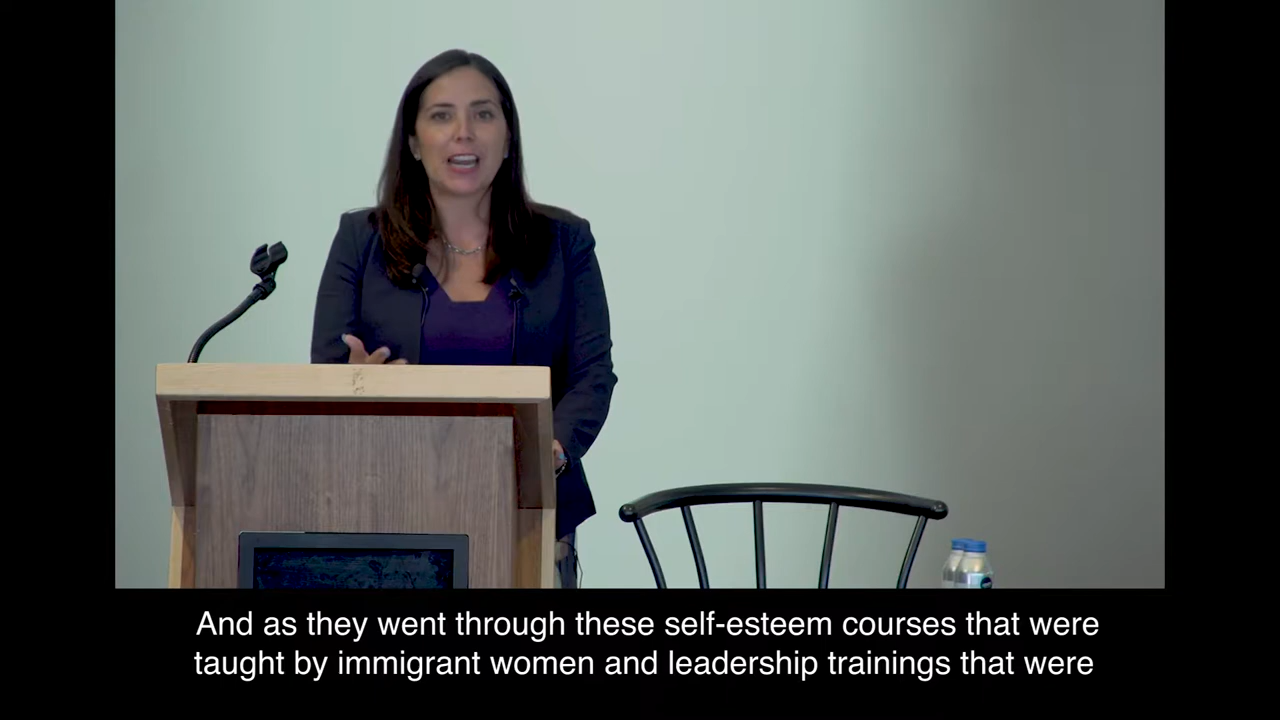 And as they went through these self-esteem courses that were
taught by immigrant women and leadership trainings that were